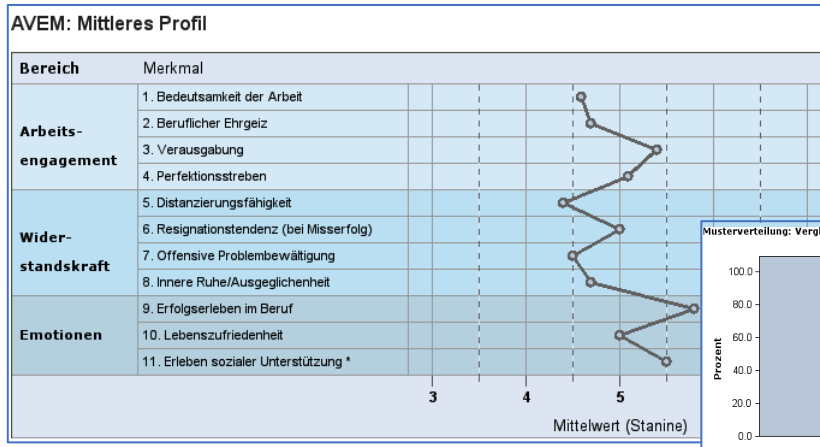 AVEM: Mittleres Profil
Bereich Merkmal
Arbeits-
engagement
1. Bedeutsamkeit der Arbeit
2. Beruflicher Ehrgeiz
3. Verausgabung
4. Perfektionsstreben
Wider-
standskraft
5. Distanzierungsfähigkeit
6. Resignationstendenz (bei Misserfolg)
7. Offensive Problembewältigung
8. Innere Ruhe/Ausgeglichenheit
Emotionen
9. Erfolgserleben im Beruf
10. Lebenszufriedenheit
11. Erleben sozialer Unterstützung *
3 4 5
Mittelwert (Stanine)
Musterverteilung: Vergl
Prozent
100.0
80.0
60.0
40.0
20.0
0.0